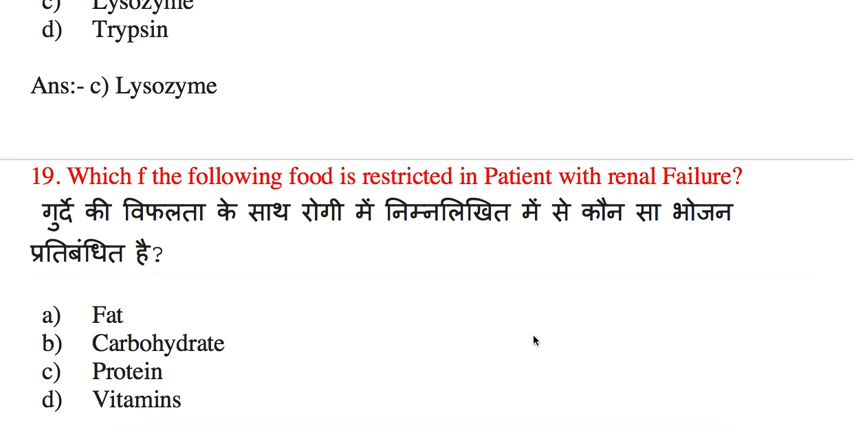 c) Lysozyme
d) Trypsin
Ans:- c) Lysozyme
19. Which f the following food is restricted in Patient with renal Failure?
गुर्दे की विफलता के साथ रोगी में निम्नलिखित में से कौन सा भोजन
प्रतिबंधित है?
a) Fat
b) Carbohydrate
c) Protein
d) Vitamins